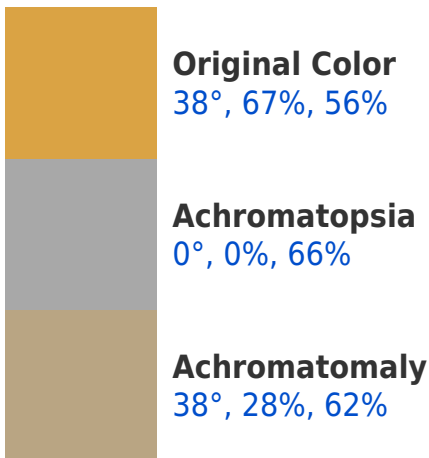 Original Color
38°, 67%, 56%
Achromatopsia
0°, 0%, 66%
Achromatomaly
38°, 28%, 62%